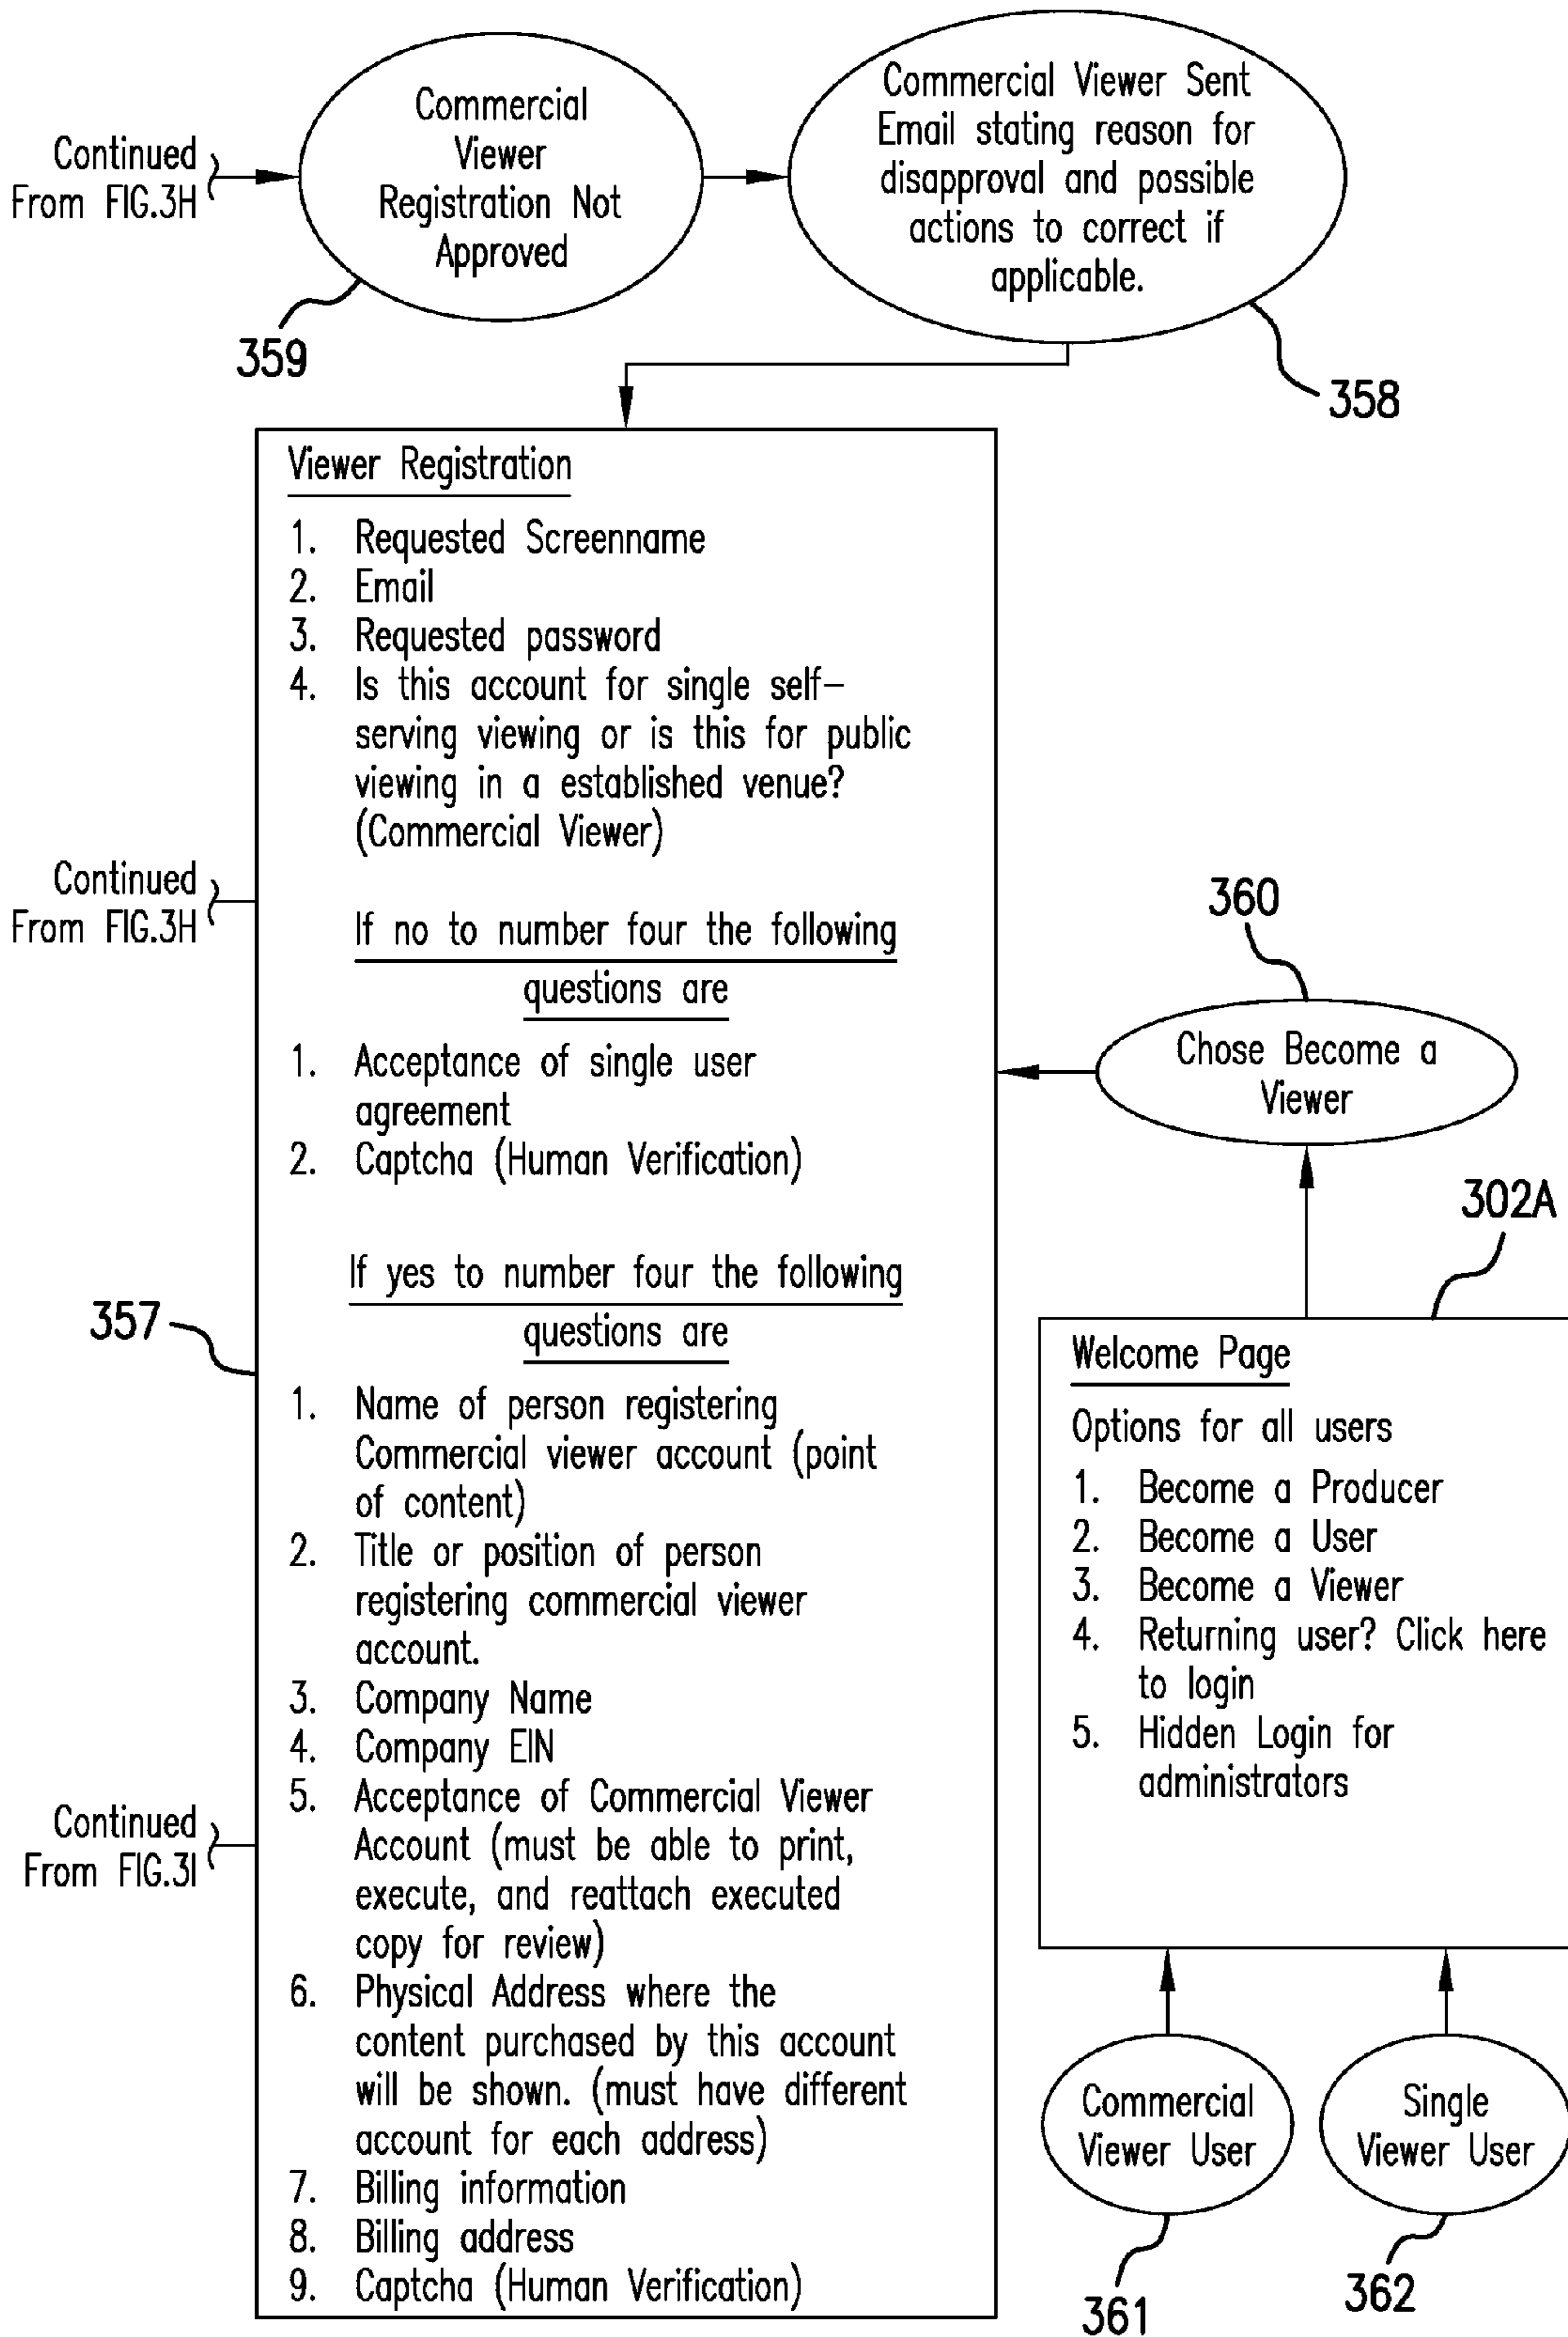 Continued
From FIG.3H
Commercial
Viewer
Registration Not
Approved
359
Commercial Viewer Sent
Email stating reason for
disapproval and possible
actions to correct if
applicable.
358
Viewer Registration
1. Requested Screenname
2. Email
3. Requested password
4. Is this account for single self-
serving viewing or is this for public
viewing in a established venue?
(Commercial Viewer)
Continued
From FIG.3H
If no to number four the following
questions are
1. Acceptance of single user
agreement
2. Captcha (Human Verification)
If yes to number four the following
questions are
357
1. Name of person registering
Commercial viewer account (point
of content)
2. Title or position of person
registering commercial viewer
account.
3. Company Name
4. Company EIN
5. Acceptance of Commercial Viewer
Account (must be able to print,
execute, and reattach executed
copy for review)
Continued
From FIG.3I
6. Physical Address where the
content purchased by this account
will be shown. (must have different
account for each address)
7. Billing information
8. Billing address
9. Captcha (Human Verification)
360
Chose Become a
Viewer
302A
Welcome Page
Options for all users
1. Become a Producer
2. Become a User
3. Become a Viewer
4. Returning user? Click here
to login
5. Hidden Login for
administrators
Commercial
Viewer User
361
Single
Viewer User
362